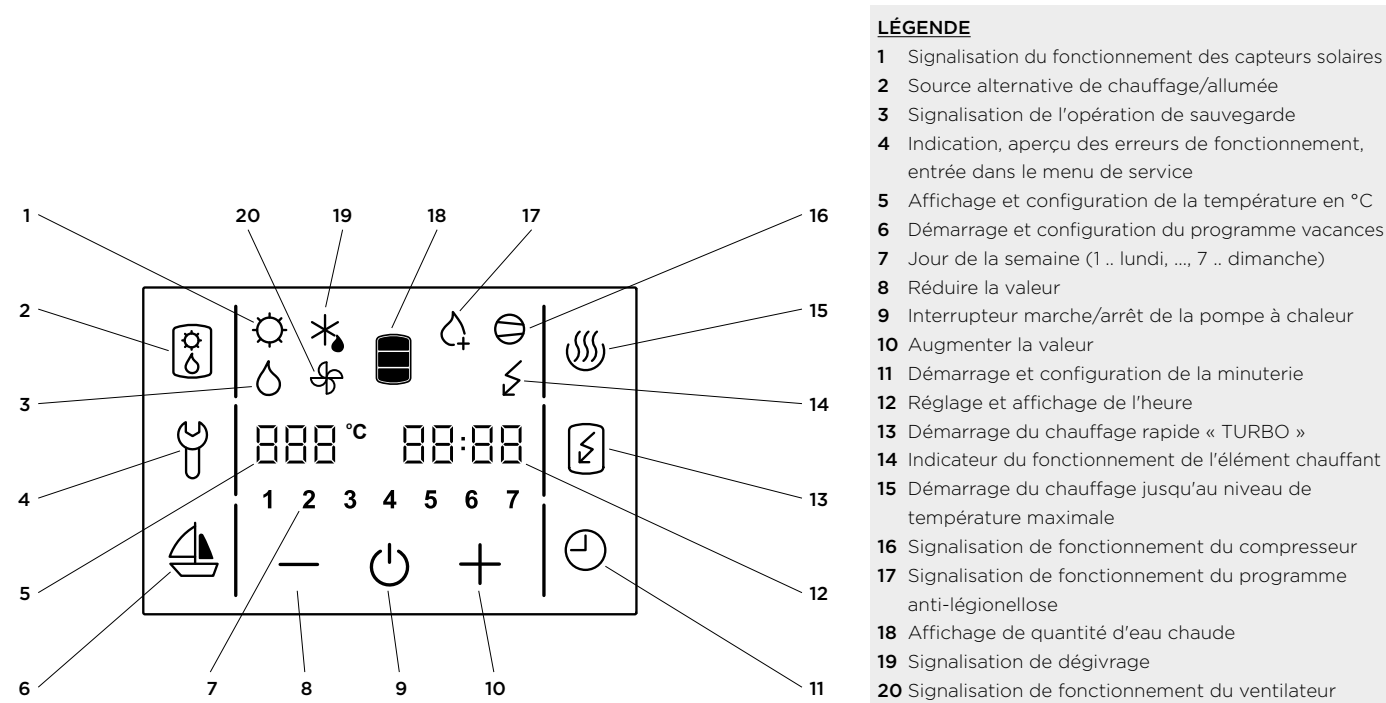 LÉGENDE
1 Signalisation du fonctionnement des capteurs solaires
2 Source alternative de chauffage/allumée
3 Signalisation de l'opération de sauvegarde
4 Indication, aperçu des erreurs de fonctionnement,
entrée dans le menu de service
5 Affichage et configuration de la température en °C
6 Démarrage et configuration du programme vacances
7 Jour de la semaine (1 .. lundi, ..., 7 .. dimanche)
8 Réduire la valeur
9 Interrupteur marche/arrêt de la pompe à chaleur
10 Augmenter la valeur
11 Démarrage et configuration de la minuterie
12 Réglage et affichage de l'heure
13 Démarrage du chauffage rapide « TURBO »
14 Indicateur du fonctionnement de l'élément chauffant
15 Démarrage du chauffage jusqu'au niveau de
température maximale
16 Signalisation de fonctionnement du compresseur
17 Signalisation de fonctionnement du programme
anti-légionellose
18 Affichage de quantité d'eau chaude
19 Signalisation de dégivrage
20 Signalisation de fonctionnement du ventilateur
1 20 19 18 17 16
2 15
3 14
888 °C 88:88
4 13
1 2 3 4 5 6 7
5 12
6 7 8 9 10 11